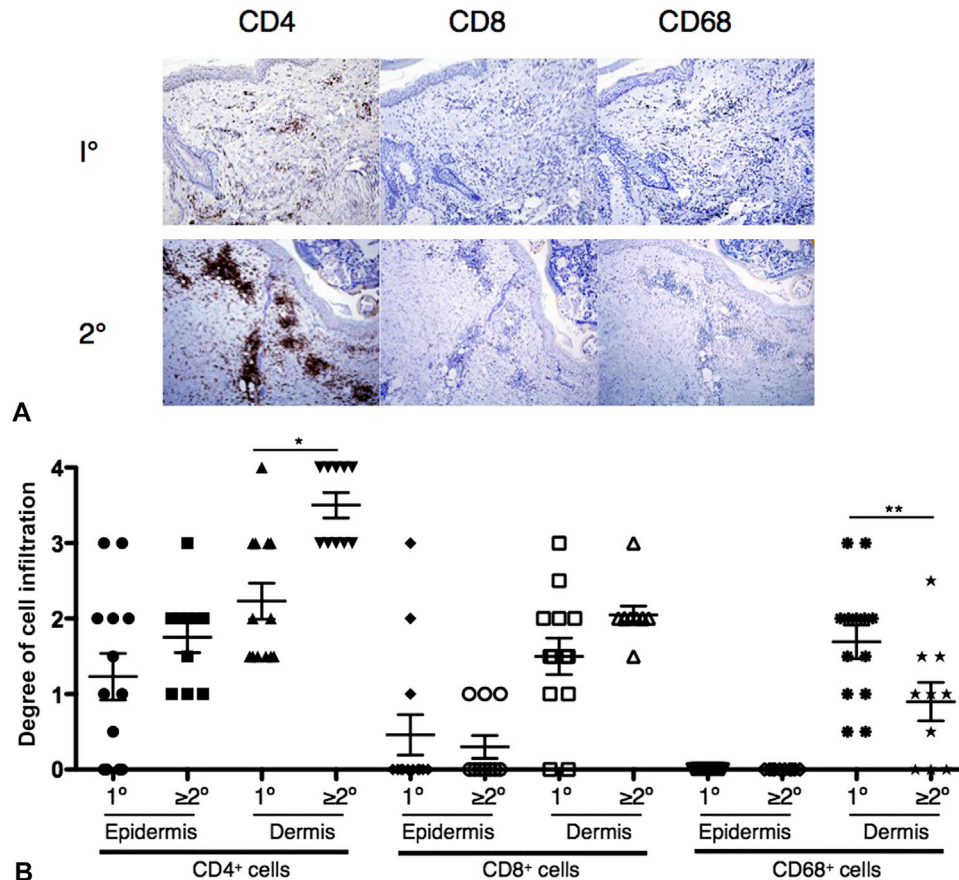 CD4 CD8 CD68
I°
2°
A
*
**
Degree of cell infiltration
4
3
2
1
0
1° ≥2° 1° ≥2° 1° ≥2° 1° ≥2° 1° ≥2° 1° ≥2°
Epidermis Dermis Epidermis Dermis Epidermis Dermis
CD4⁺ cells CD8⁺ cells CD68⁺ cells
B